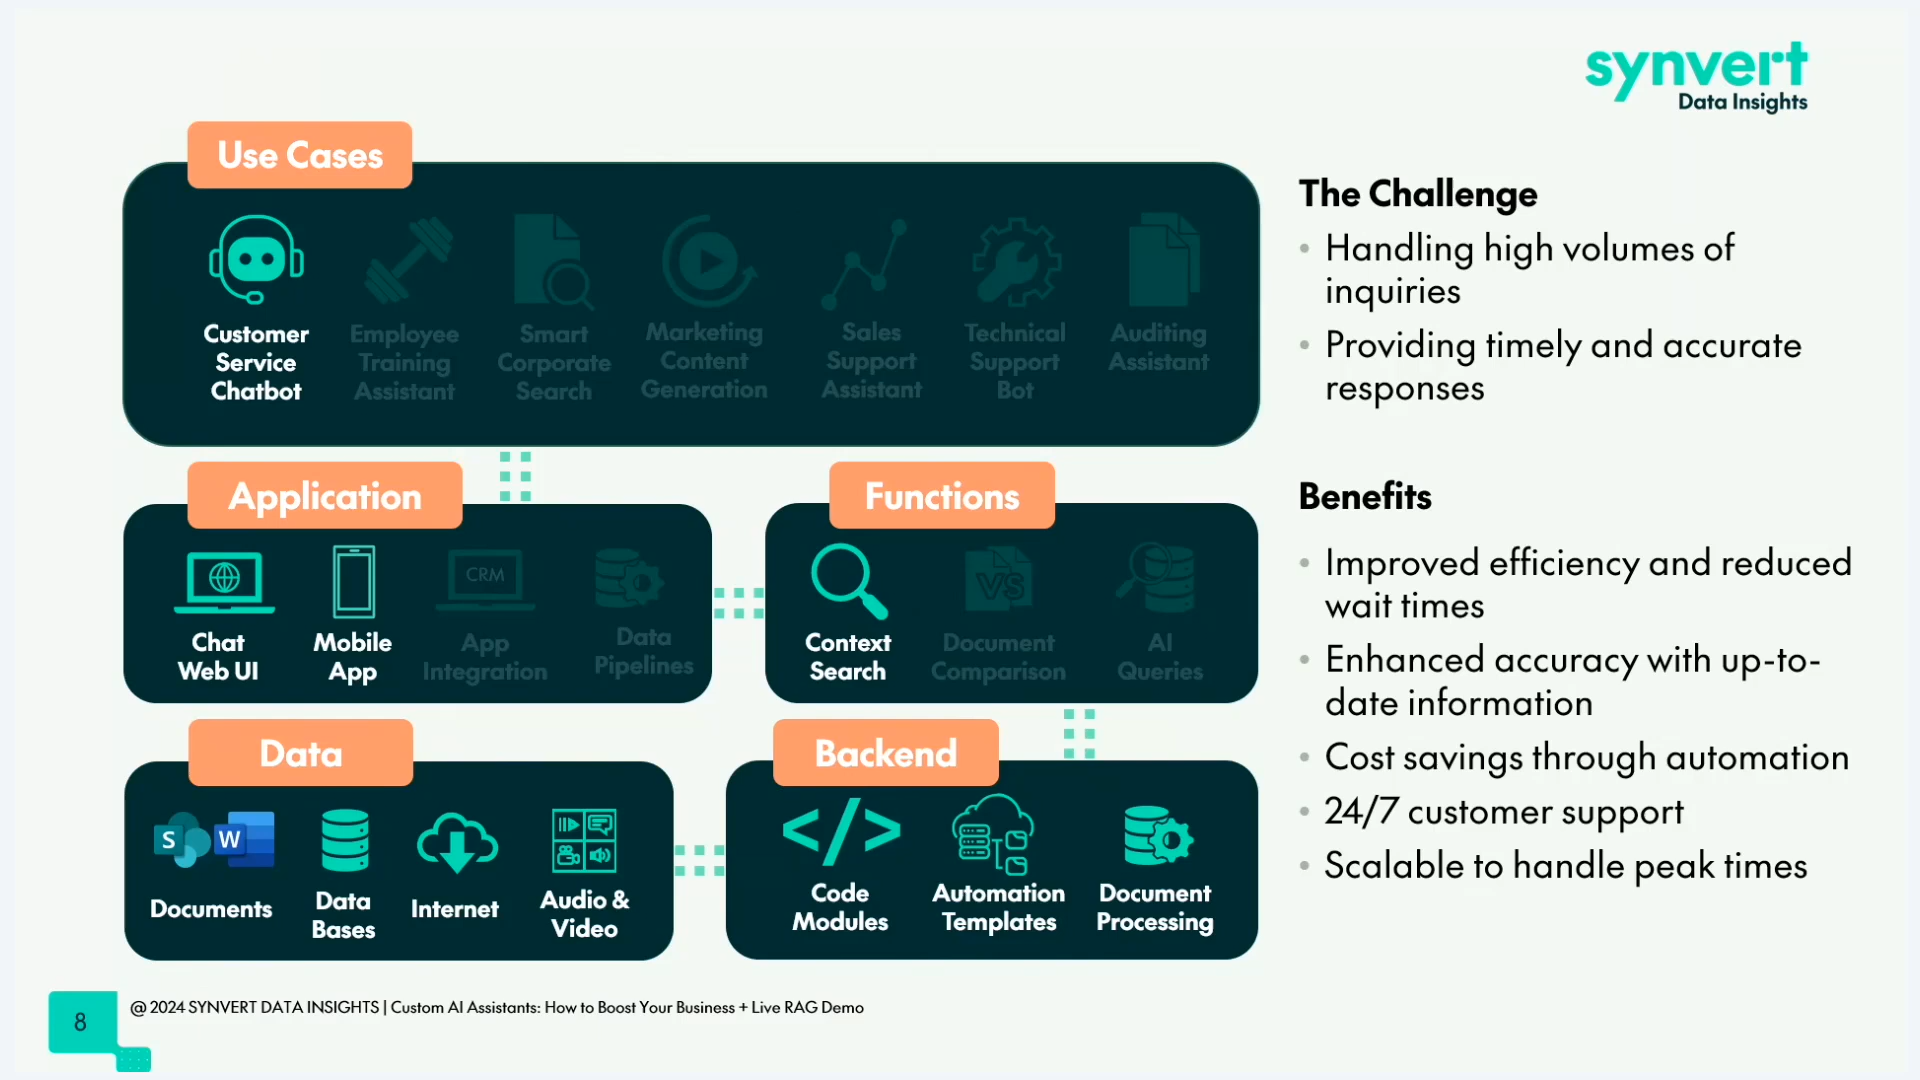 synvert
Data Insights
Use Cases
Customer
Service
Chatbot
Employee
Training
Assistant
Smart
Corporate
Search
Marketing
Content
Generation
Sales
Support
Assistant
Technical
Support
Bot
Auditing
Assistant
Application
Chat
Web UI
Mobile
App
CRM
App
Integration
Data
Pipelines
Functions
Context
Search
VS
Document
Comparison
AI
Queries
Data
S
W
Documents
Data
Bases
Internet
Audio &
Video
Backend
</>
Code
Modules
Automation
Templates
Document
Processing
The Challenge
• Handling high volumes of
inquiries
• Providing timely and accurate
responses
Benefits
• Improved efficiency and reduced
wait times
• Enhanced accuracy with up-to-
date information
• Cost savings through automation
• 24/7 customer support
• Scalable to handle peak times
8
@ 2024 SYNVERT DATA INSIGHTS | Custom AI Assistants: How to Boost Your Business + Live RAG Demo